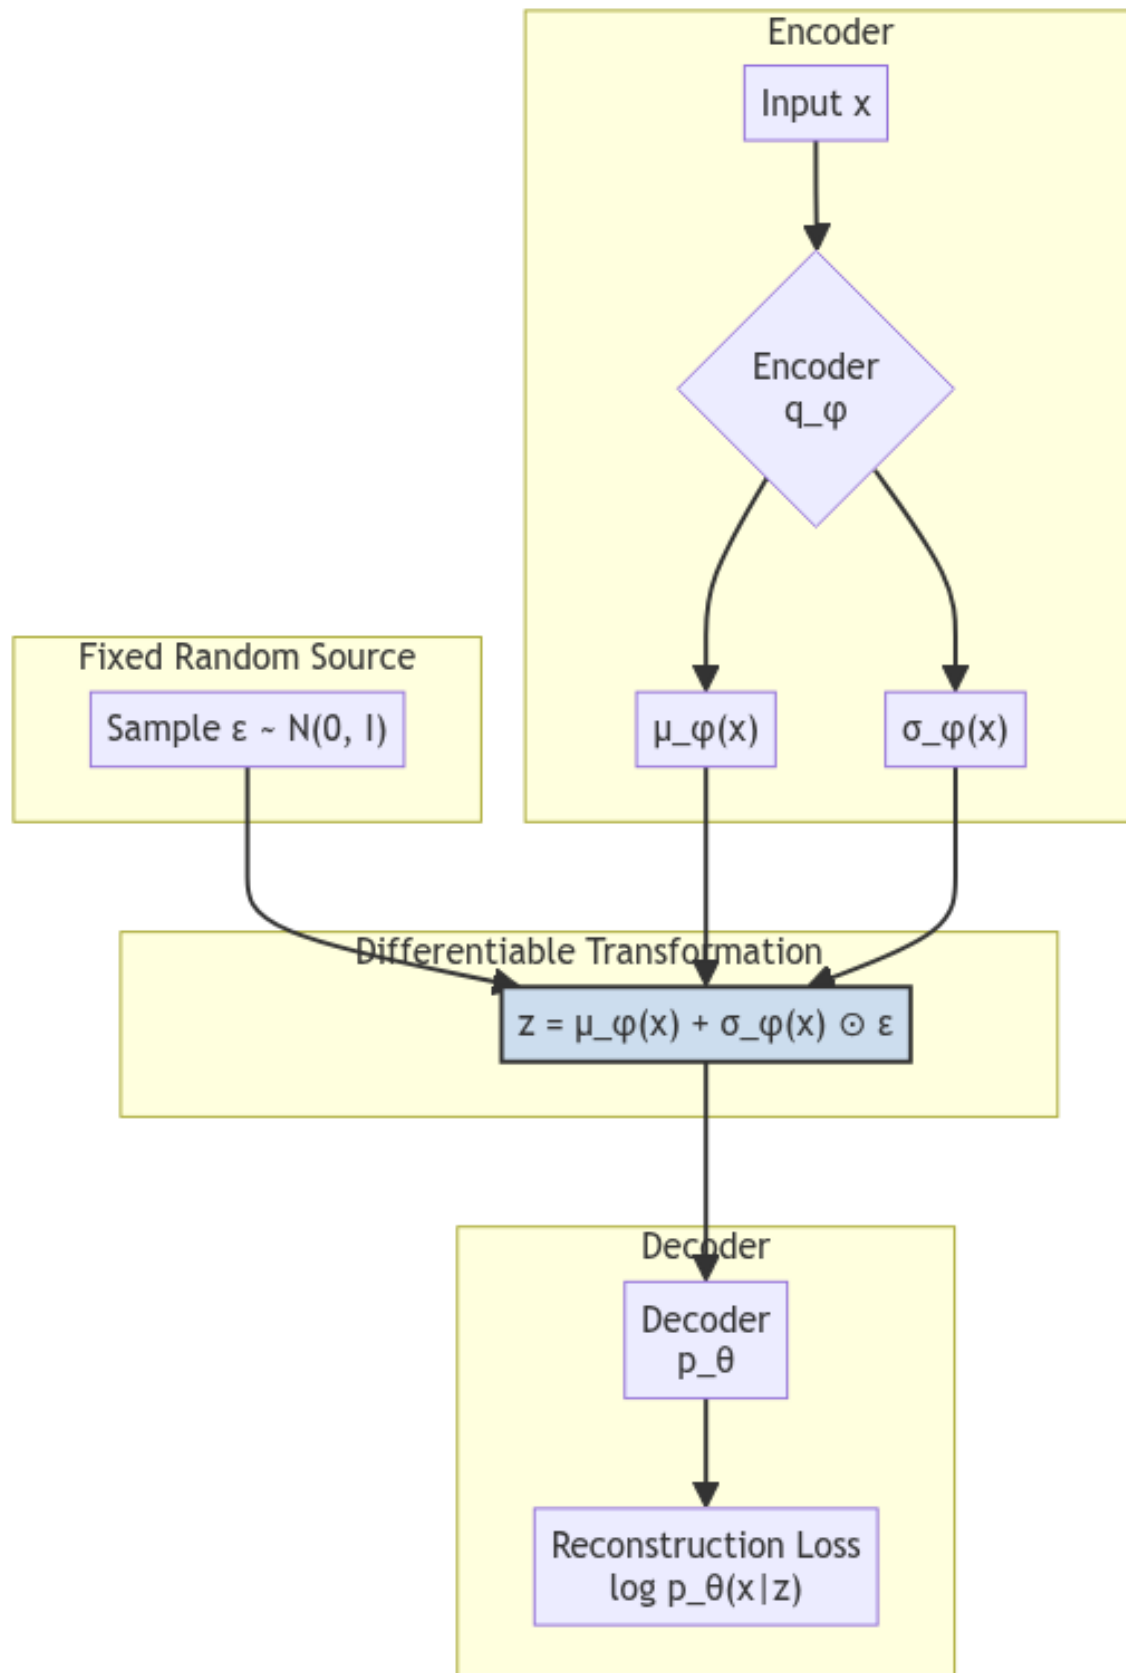 Encoder
Input x
Encoder
q_φ
Fixed Random Source
Sample ε ~ N(0, I)
μ_φ(x)
σ_φ(x)
Differentiable Transformation
z = μ_φ(x) + σ_φ(x) ⊙ ε
Decoder
Decoder
p_θ
Reconstruction Loss
log p_θ(x|z)